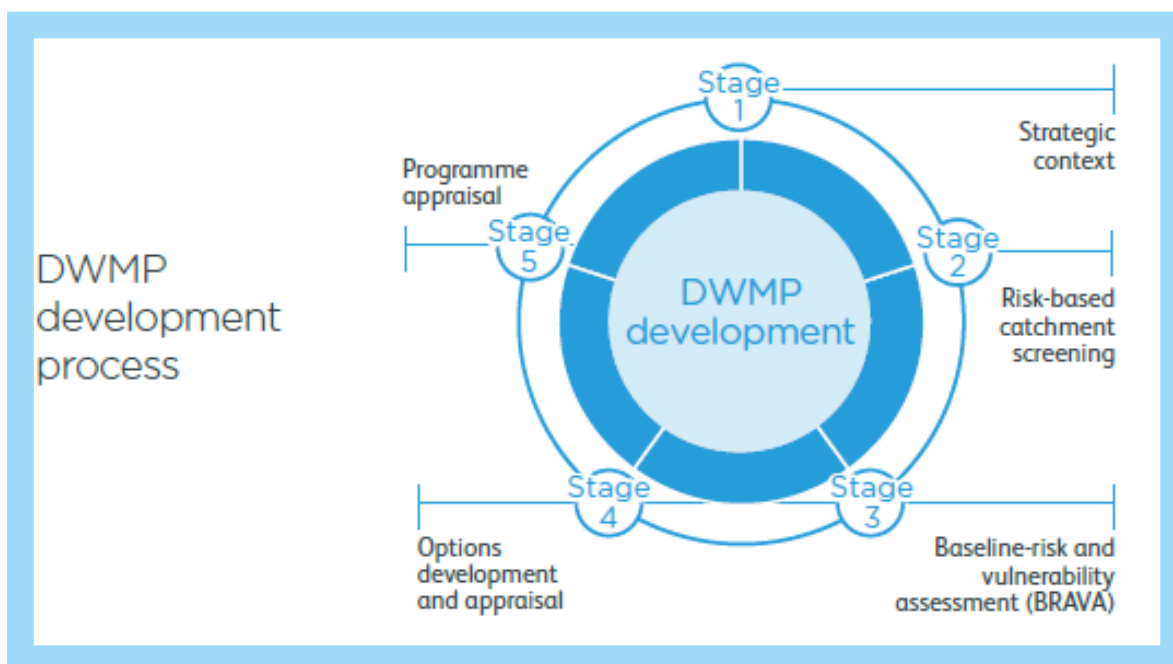 DWMP
development
process
Stage
1
Strategic
context
Stage
2
Risk-based
catchment
screening
Stage
3
Baseline-risk and
vulnerability
assessment (BRAVA)
Stage
4
Options
development
and appraisal
Stage
5
Programme
appraisal
DWMP
development